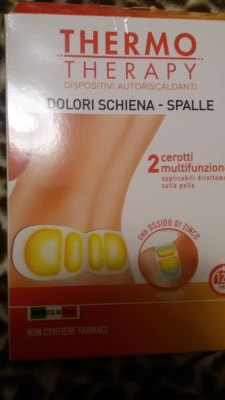 THERMO
THERAPY
DISPOSITIVI AUTORISCALDANTI
DOLORI SCHIENA - SPALLE
2 cerotti
multifunzione
applicabili direttamente
sulla pelle
con OSSIDO DI ZINCO
12
NON CONTIENE FARMACI